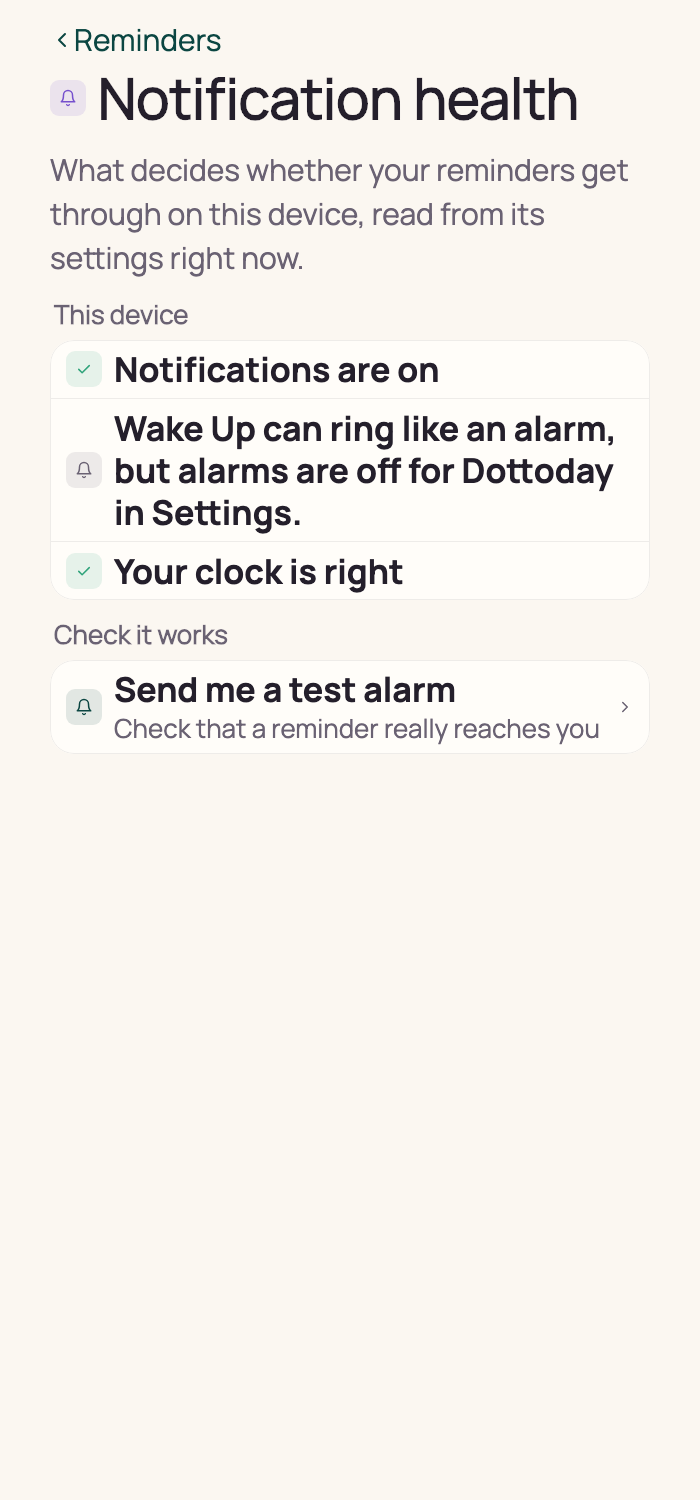 Reminders
Notification health
What decides whether your reminders get
through on this device, read from its
settings right now.
This device
Notifications are on
Wake Up can ring like an alarm,
but alarms are off for Dottoday
in Settings.
Your clock is right
Check it works
Send me a test alarm
Check that a reminder really reaches you